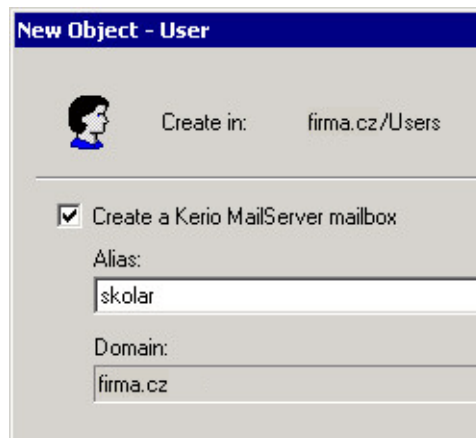 New Object - User
Create in: firma.cz/Users
Create a Kerio MailServer mailbox
Alias:
skolar
Domain:
firma.cz